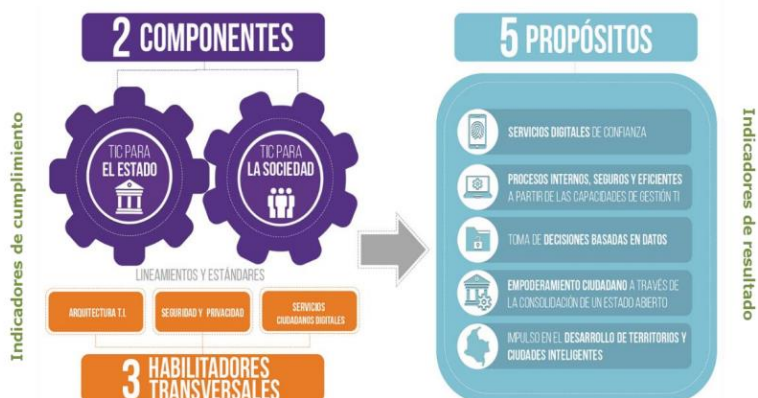 2 COMPONENTES
Indicadores de cumplimiento
TIC PARA
EL ESTADO
TIC PARA
LA SOCIEDAD
LINEAMIENTOS Y ESTÁNDARES
ARQUITECTURA T.I.
SEGURIDAD Y PRIVACIDAD
SERVICIOS
CIUDADANOS DIGITALES
3 HABILITADORES
TRANSVERSALES
5 PROPÓSITOS
SERVICIOS DIGITALES DE CONFIANZA
PROCESOS INTERNOS, SEGUROS Y EFICIENTES
A PARTIR DE LAS CAPACIDADES DE GESTIÓN TI
TOMA DE DECISIONES BASADAS EN DATOS
EMPODERAMIENTO CIUDADANO A TRAVÉS DE
LA CONSOLIDACIÓN DE UN ESTADO ABIERTO
IMPULSO EN EL DESARROLLO DE TERRITORIOS Y
CIUDADES INTELIGENTES
Indicadores de resultado